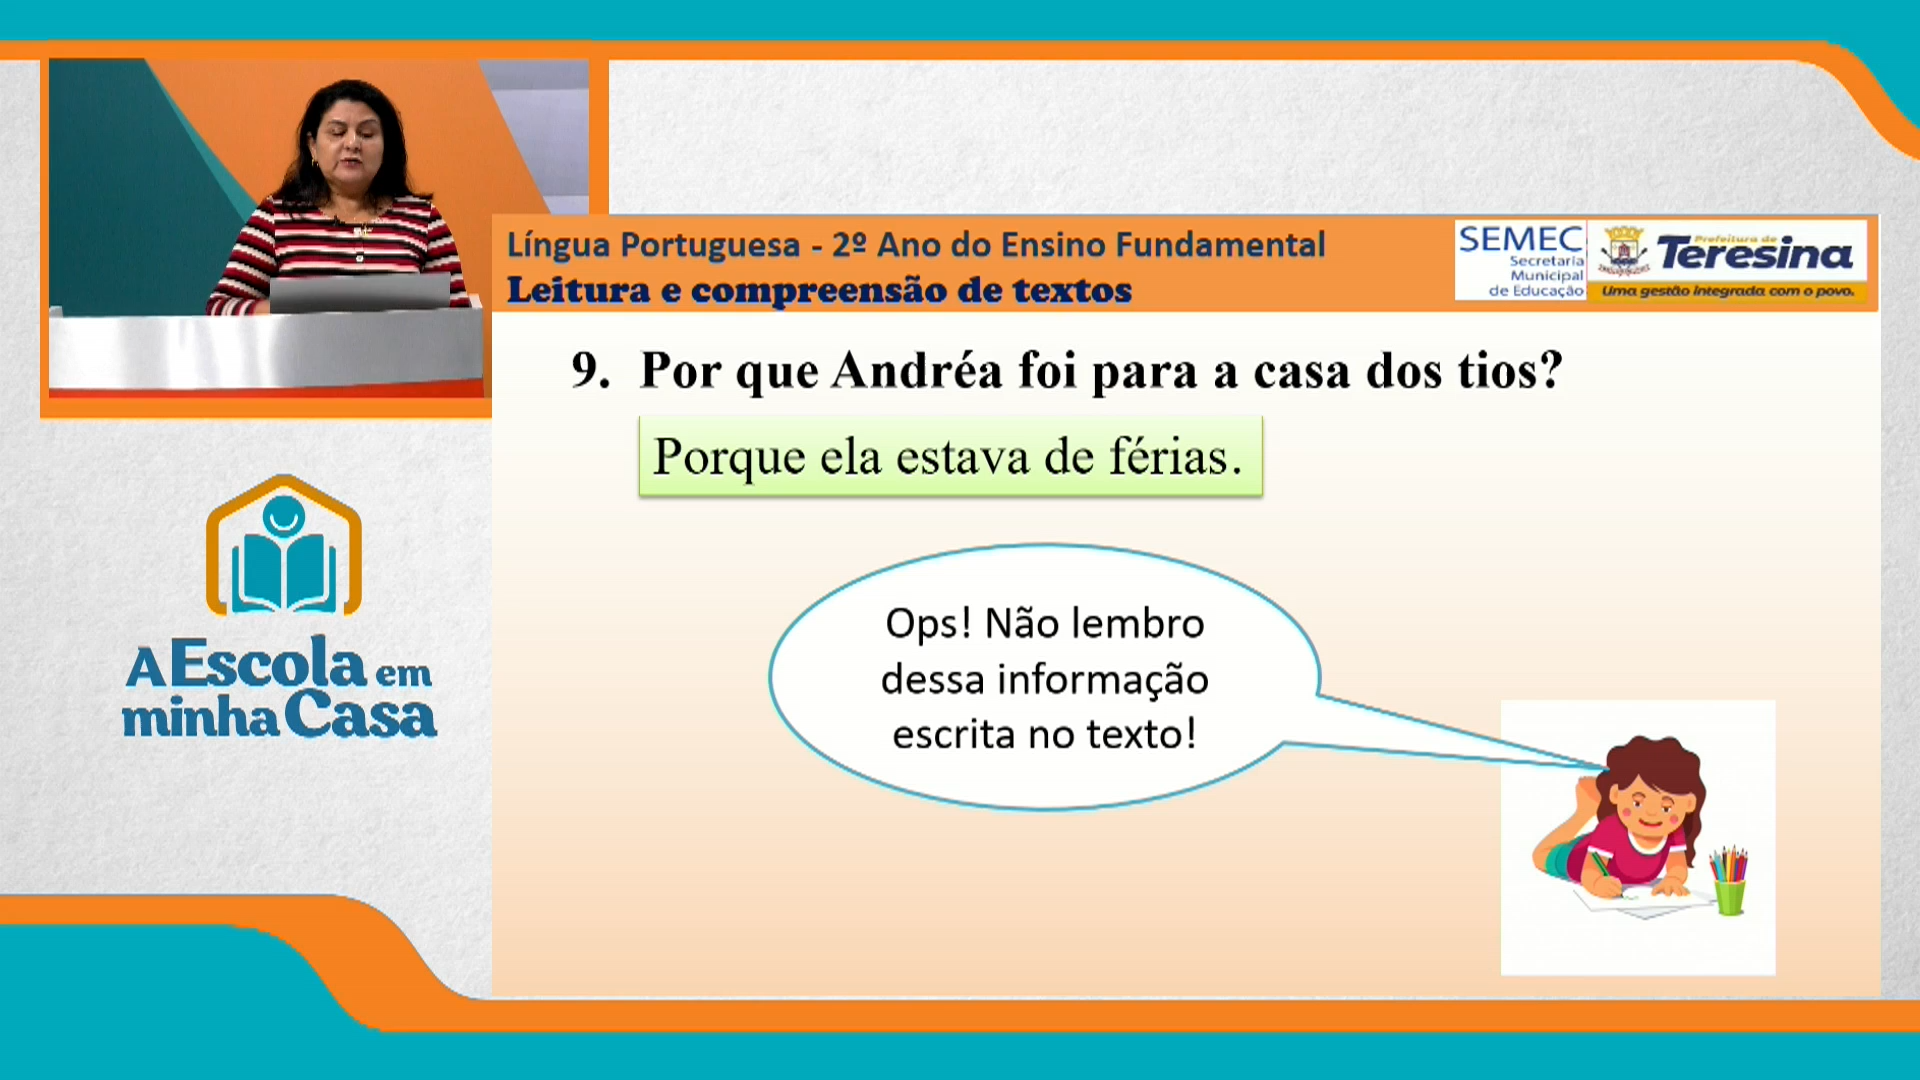 Língua Portuguesa - 2º Ano do Ensino Fundamental
Leitura e compreensão de textos
SEMEC
Secretaria
Municipal
de Educação
Prefeitura de
Teresina
Uma gestão integrada com o povo.
9. Por que Andréa foi para a casa dos tios?
Porque ela estava de férias.
Ops! Não lembro
dessa informação
escrita no texto!
A Escola em
minha Casa